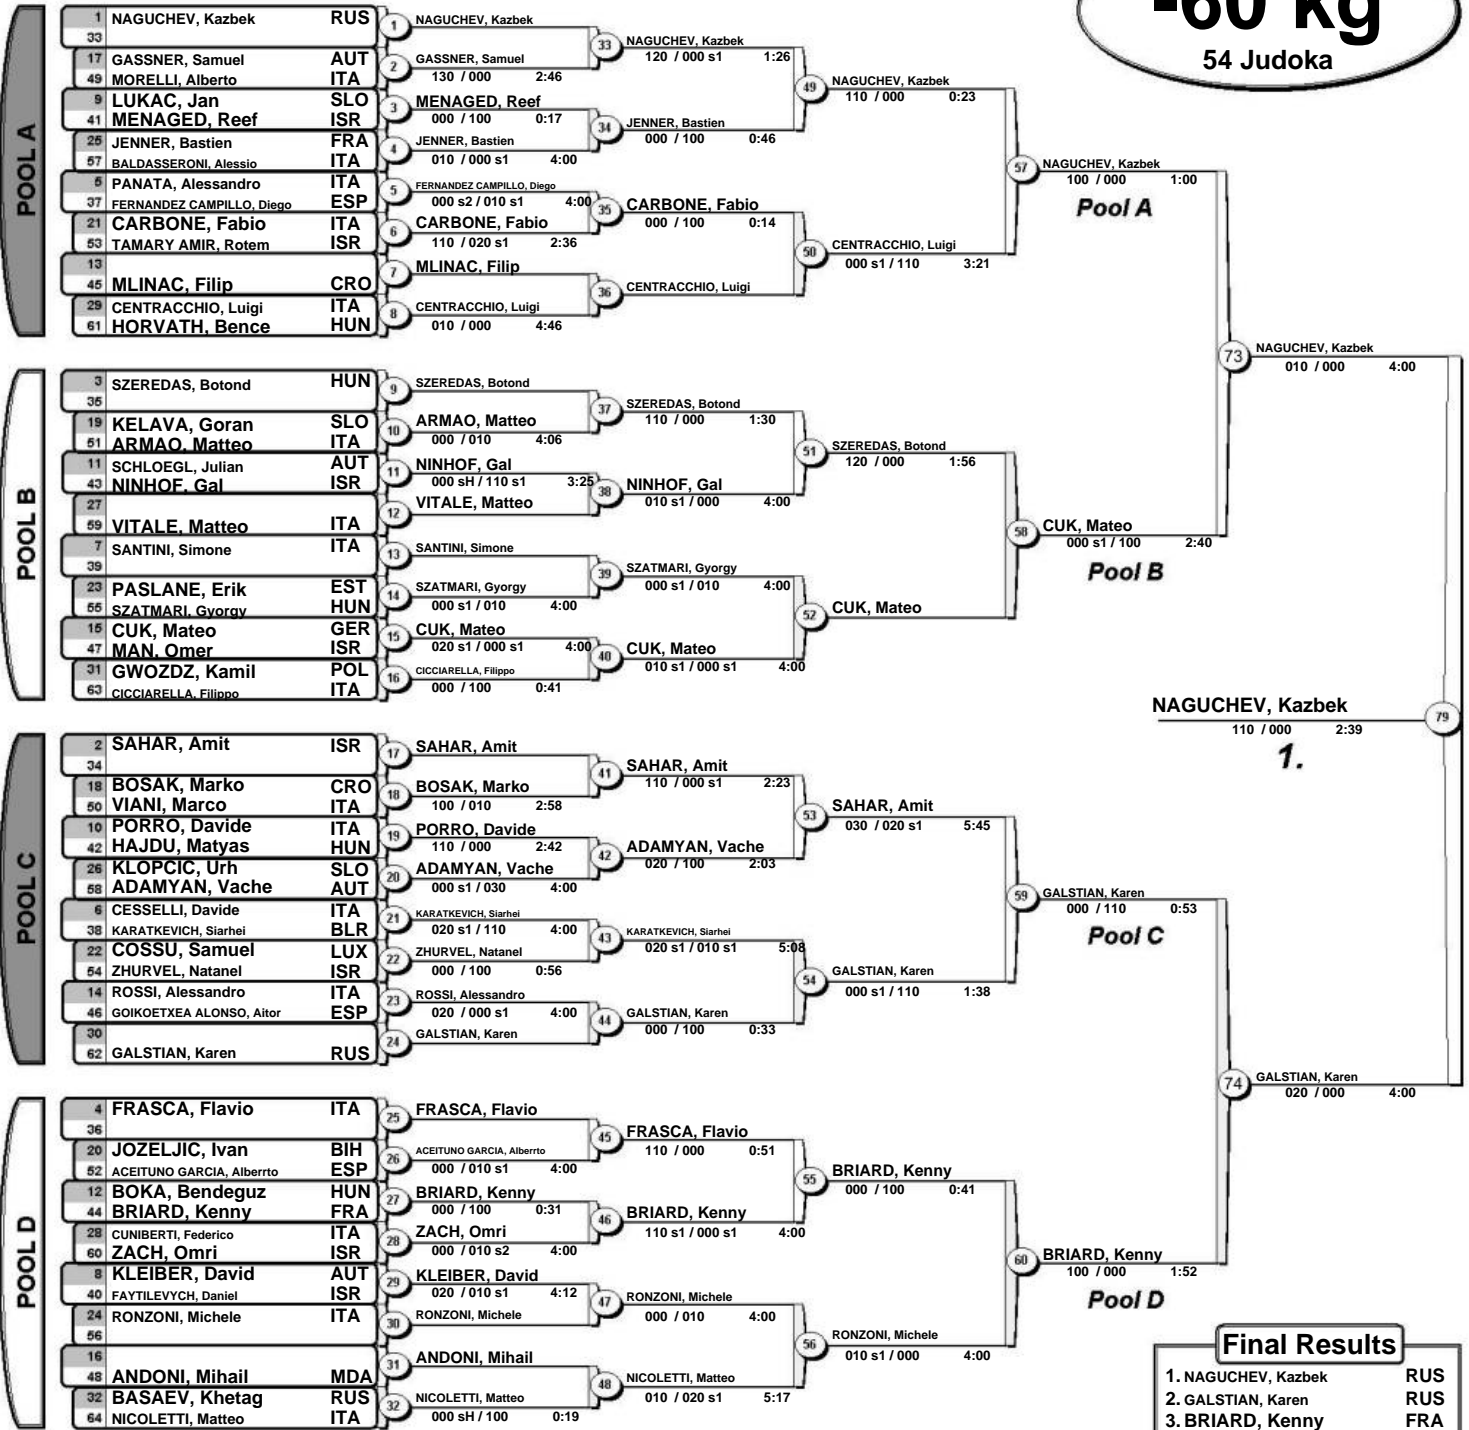 -60 kg
54 Judoka
POOL A
1 NAGUCHEV, Kazbek RUS
33
17 GASSNER, Samuel AUT
49 MORELLI, Alberto ITA
9 LUKAC, Jan SLO
41 MENAGED, Reef ISR
25 JENNER, Bastien FRA
57 BALDASSERONI, Alessio ITA
5 PANATA, Alessandro ITA
37 FERNANDEZ CAMPILLO, Diego ESP
21 CARBONE, Fabio ITA
53 TAMARY AMIR, Rotem ISR
13
45 MLINAC, Filip CRO
29 CENTRACCHIO, Luigi ITA
61 HORVATH, Bence HUN
1 NAGUCHEV, Kazbek
2 GASSNER, Samuel
130 / 000 2:46
3 MENAGED, Reef
000 / 100 0:17
4 JENNER, Bastien
010 / 000 s1 4:00
5 FERNANDEZ CAMPILLO, Diego
000 s2 / 010 s1 4:00
6 CARBONE, Fabio
110 / 020 s1 2:36
7 MLINAC, Filip
8 CENTRACCHIO, Luigi
010 / 000 4:46
33 NAGUCHEV, Kazbek
120 / 000 s1 1:26
34 JENNER, Bastien
000 / 100 0:46
35 CARBONE, Fabio
000 / 100 0:14
36 CENTRACCHIO, Luigi
49 NAGUCHEV, Kazbek
110 / 000 0:23
50 CENTRACCHIO, Luigi
000 s1 / 110 3:21
57 NAGUCHEV, Kazbek
100 / 000 1:00
Pool A
POOL B
3 SZEREDAS, Botond HUN
35
19 KELAVA, Goran SLO
51 ARMAO, Matteo ITA
11 SCHLOEGL, Julian AUT
43 NINHOF, Gal ISR
27
59 VITALE, Matteo ITA
7 SANTINI, Simone ITA
39
23 PASLANE, Erik EST
55 SZATMARI, Gyorgy HUN
15 CUK, Mateo GER
47 MAN, Omer ISR
31 GWOZDZ, Kamil POL
63 CICCIARELLA, Filippo ITA
9 SZEREDAS, Botond
10 ARMAO, Matteo
000 / 010 4:06
11 NINHOF, Gal
000 sH / 110 s1 3:25
12 VITALE, Matteo
13 SANTINI, Simone
14 SZATMARI, Gyorgy
000 s1 / 010 4:00
15 CUK, Mateo
020 s1 / 000 s1 4:00
16 CICCIARELLA, Filippo
000 / 100 0:41
37 SZEREDAS, Botond
110 / 000 1:30
38 NINHOF, Gal
010 s1 / 000 4:00
39 SZATMARI, Gyorgy
000 s1 / 010 4:00
40 CUK, Mateo
010 s1 / 000 s1 4:00
51 SZEREDAS, Botond
120 / 000 1:56
52 CUK, Mateo
58 CUK, Mateo
000 s1 / 100 2:40
Pool B
73 NAGUCHEV, Kazbek
010 / 000 4:00
POOL C
2 SAHAR, Amit ISR
34
18 BOSAK, Marko CRO
50 VIANI, Marco ITA
10 PORRO, Davide ITA
42 HAJDU, Matyas HUN
26 KLOPCIC, Urh SLO
58 ADAMYAN, Vache AUT
6 CESSELLI, Davide ITA
38 KARATKEVICH, Siarhei BLR
22 COSSU, Samuel LUX
54 ZHURVEL, Natanel ISR
14 ROSSI, Alessandro ITA
46 GOIKOETXEA ALONSO, Aitor ESP
30
62 GALSTIAN, Karen RUS
17 SAHAR, Amit
18 BOSAK, Marko
100 / 010 2:58
19 PORRO, Davide
110 / 000 2:42
20 ADAMYAN, Vache
000 s1 / 030 4:00
21 KARATKEVICH, Siarhei
020 s1 / 110 4:00
22 ZHURVEL, Natanel
000 / 100 0:56
23 ROSSI, Alessandro
020 / 000 s1 4:00
24 GALSTIAN, Karen
41 SAHAR, Amit
110 / 000 s1 2:23
42 ADAMYAN, Vache
020 / 100 2:03
43 KARATKEVICH, Siarhei
020 s1 / 010 s1 5:08
44 GALSTIAN, Karen
000 / 100 0:33
53 SAHAR, Amit
030 / 020 s1 5:45
54 GALSTIAN, Karen
000 s1 / 110 1:38
59 GALSTIAN, Karen
000 / 110 0:53
Pool C
NAGUCHEV, Kazbek 79
110 / 000 2:39
1.
POOL D
4 FRASCA, Flavio ITA
36
20 JOZELJIC, Ivan BIH
52 ACEITUNO GARCIA, Alberrto ESP
12 BOKA, Bendeguz HUN
44 BRIARD, Kenny FRA
28 CUNIBERTI, Federico ITA
60 ZACH, Omri ISR
8 KLEIBER, David AUT
40 FAYTILEVYCH, Daniel ISR
24 RONZONI, Michele ITA
56
16
48 ANDONI, Mihail MDA
32 BASAEV, Khetag RUS
64 NICOLETTI, Matteo ITA
25 FRASCA, Flavio
26 ACEITUNO GARCIA, Alberrto
000 / 010 s1 4:00
27 BRIARD, Kenny
000 / 100 0:31
28 ZACH, Omri
000 / 010 s2 4:00
29 KLEIBER, David
020 / 010 s1 4:12
30 RONZONI, Michele
31 ANDONI, Mihail
32 NICOLETTI, Matteo
000 sH / 100 0:19
45 FRASCA, Flavio
110 / 000 0:51
46 BRIARD, Kenny
110 s1 / 000 s1 4:00
47 RONZONI, Michele
000 / 010 4:00
48 NICOLETTI, Matteo
010 / 020 s1 5:17
55 BRIARD, Kenny
000 / 100 0:41
56 RONZONI, Michele
010 s1 / 000 4:00
60 BRIARD, Kenny
100 / 000 1:52
Pool D
74 GALSTIAN, Karen
020 / 000 4:00
Final Results
1. NAGUCHEV, Kazbek RUS
2. GALSTIAN, Karen RUS
3. BRIARD, Kenny FRA